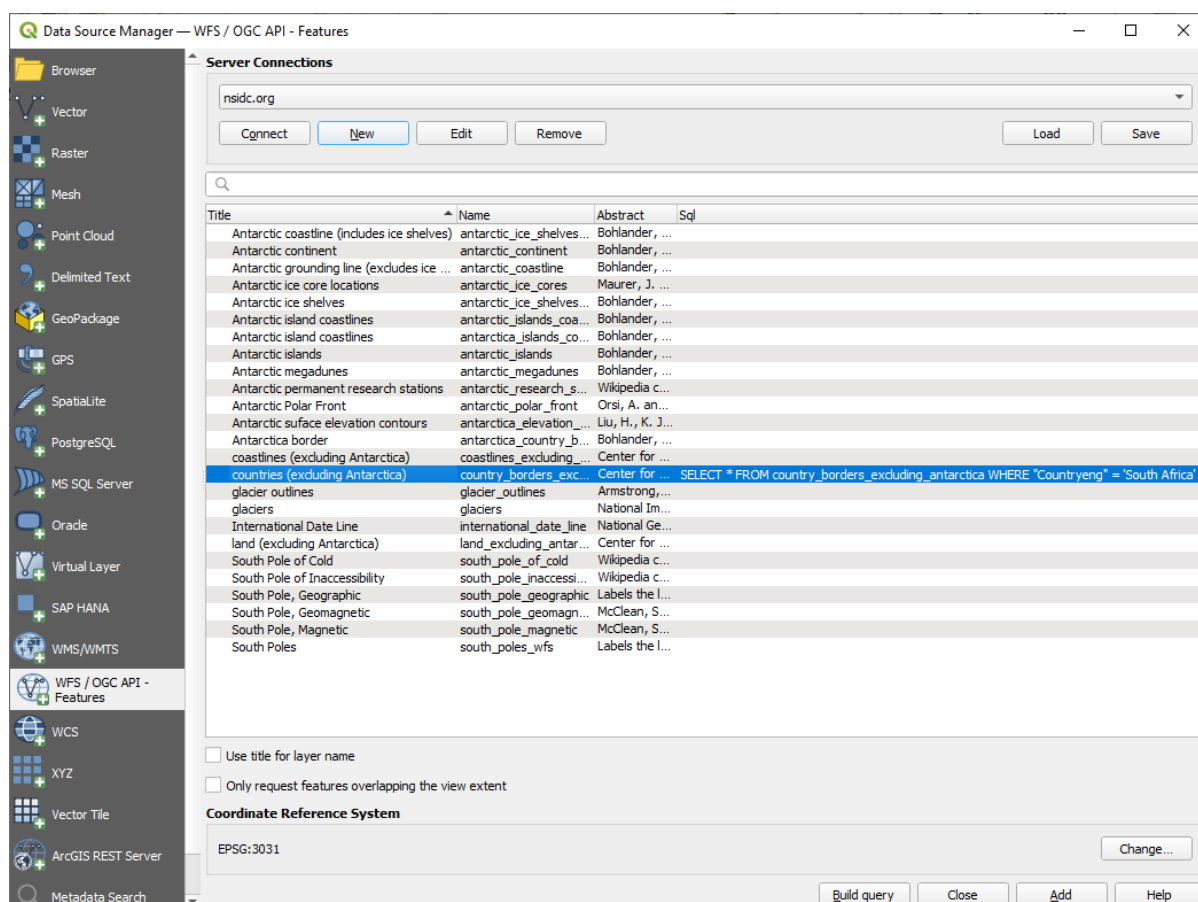 Data Source Manager — WFS / OGC API - Features
Browser
Vector
Raster
Mesh
Point Cloud
Delimited Text
GeoPackage
GPS
SpatiaLite
PostgreSQL
MS SQL Server
Oracle
Virtual Layer
SAP HANA
WMS/WMTS
WFS / OGC API -
Features
WCS
XYZ
Vector Tile
ArcGIS REST Server
Metadata Search
Server Connections
nsidc.org
Connect New Edit Remove Load Save
Title Name Abstract Sql
Antarctic coastline (includes ice shelves) antarctic_ice_shelves... Bohlander, ...
Antarctic continent antarctic_continent Bohlander, ...
Antarctic grounding line (excludes ice ... antarctic_coastline Bohlander, ...
Antarctic ice core locations antarctic_ice_cores Maurer, J. ...
Antarctic ice shelves antarctic_ice_shelves... Bohlander, ...
Antarctic island coastlines antarctic_islands_coa... Bohlander, ...
Antarctic island coastlines antarctica_islands_co... Bohlander, ...
Antarctic islands antarctic_islands Bohlander, ...
Antarctic megadunes antarctic_megadunes Bohlander, ...
Antarctic permanent research stations antarctic_research_s... Wikipedia c...
Antarctic Polar Front antarctic_polar_front Orsi, A. an...
Antarctic suface elevation contours antarctica_elevation_... Liu, H., K. J...
Antarctica border antarctica_country_b... Bohlander, ...
coastlines (excluding Antarctica) coastlines_excluding_... Center for ...
countries (excluding Antarctica) country_borders_exc... Center for ... SELECT * FROM country_borders_excluding_antarctica WHERE "Countryeng" = 'South Africa'
glacier outlines glacier_outlines Armstrong,...
glaciers glaciers National Im...
International Date Line international_date_line National Ge...
land (excluding Antarctica) land_excluding_antar... Center for ...
South Pole of Cold south_pole_of_cold Wikipedia c...
South Pole of Inaccessibility south_pole_inaccessi... Wikipedia c...
South Pole, Geographic south_pole_geographic Labels the l...
South Pole, Geomagnetic south_pole_geomagn... McClean, S...
South Pole, Magnetic south_pole_magnetic McClean, S...
South Poles south_poles_wfs Labels the l...
Use title for layer name
Only request features overlapping the view extent
Coordinate Reference System
EPSG:3031 Change...
Build query Close Add Help